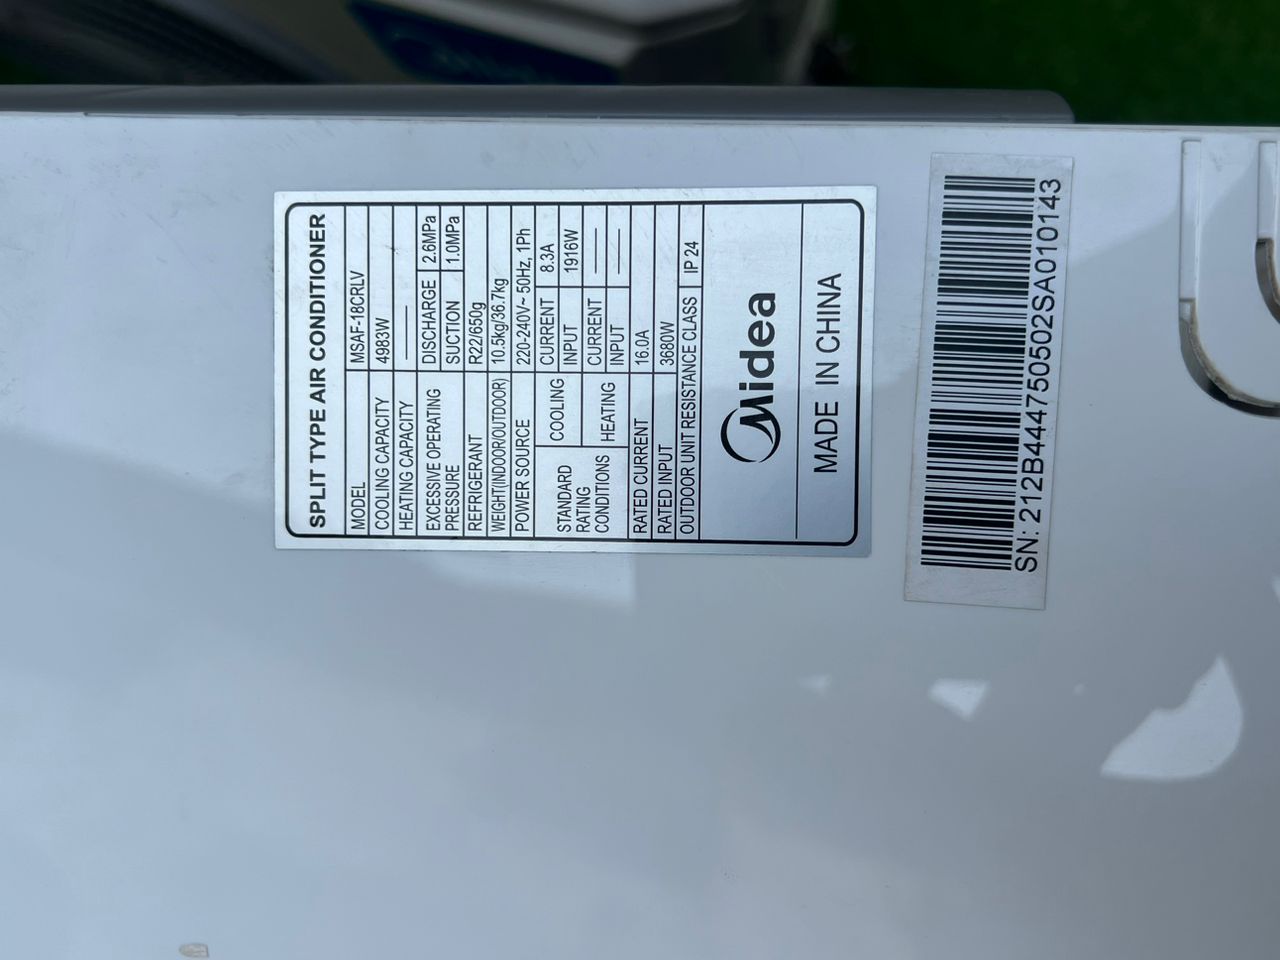 SPLIT TYPE AIR CONDITIONER
MODEL MSAF-18CRLV
COOLING CAPACITY 4983W
HEATING CAPACITY ——
EXCESSIVE OPERATING PRESSURE DISCHARGE 2.6MPa
SUCTION 1.0MPa
REFRIGERANT R22/650g
WEIGHT(INDOOR/OUTDOOR) 10.5kg/36.7kg
POWER SOURCE 220-240V~ 50Hz, 1Ph
STANDARD RATING CONDITIONS COOLING CURRENT 8.3A
INPUT 1916W
HEATING CURRENT ——
INPUT ——
RATED CURRENT 16.0A
RATED INPUT 3680W
OUTDOOR UNIT RESISTANCE CLASS IP 24
Midea
MADE IN CHINA
SN: 212B444750502SA010143